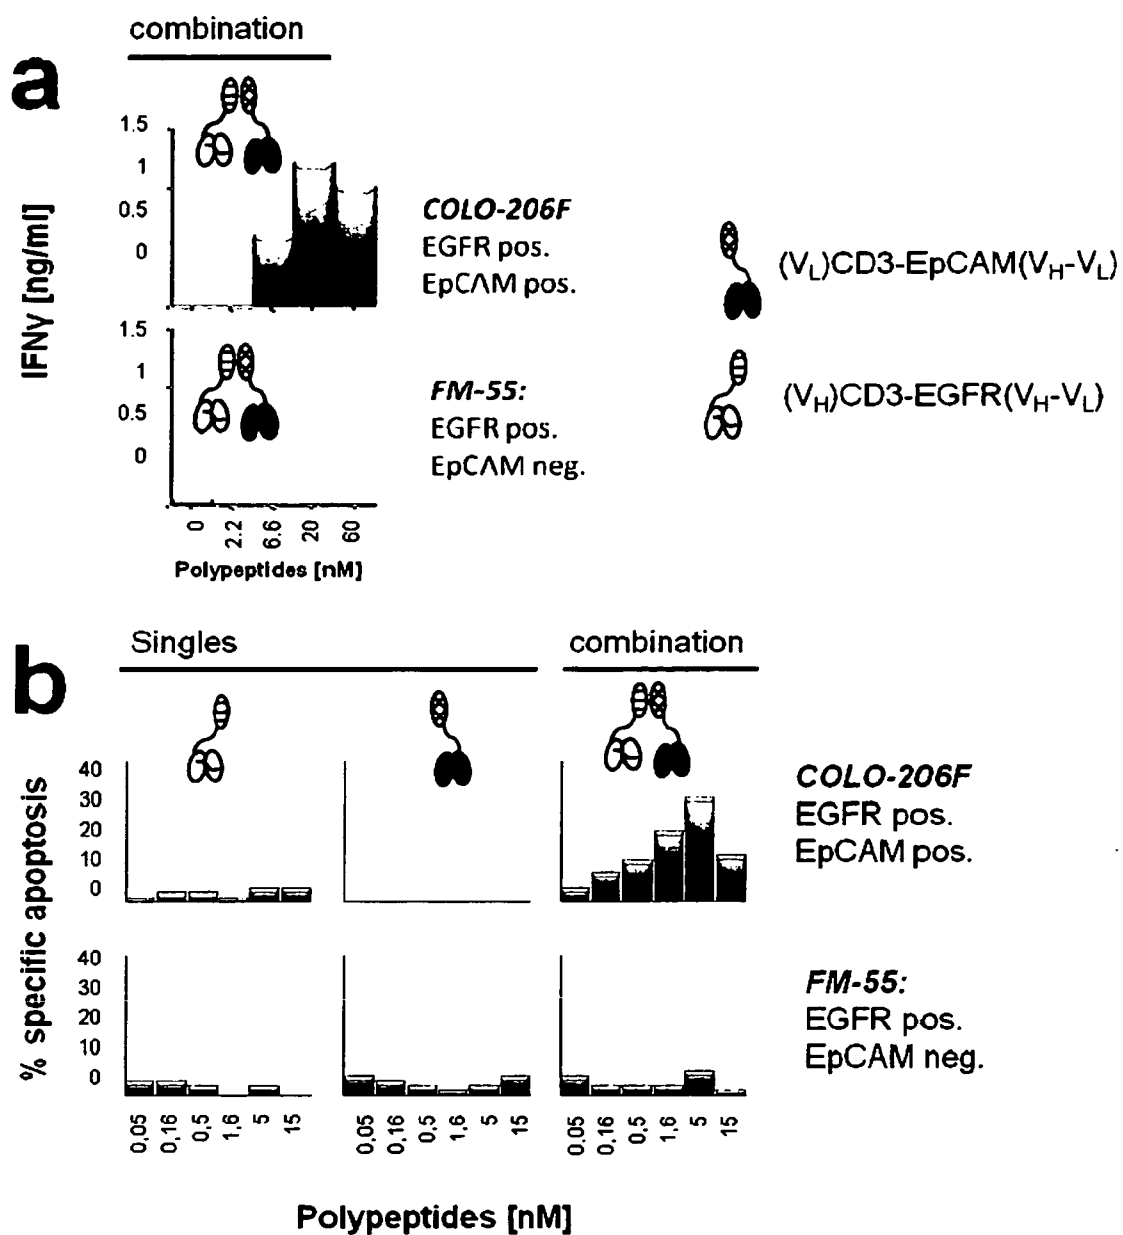 combination
a
1.5
1
0.5
0
COLO-206F
EGFR pos.
EpCΛM pos.
IFNγ [ng/ml]
(VL)CD3-EpCAM(VH-VL)
1.5
1
0.5
0
FM-55:
EGFR pos.
EpCΛM neg.
(VH)CD3-EGFR(VH-VL)
0 2.2 6.6 20 60
Polypeptides [nM]
b
Singles
combination
40
30
20
10
0
COLO-206F
EGFR pos.
EpCAM pos.
% specific apoptosis
40
30
20
10
0
FM-55:
EGFR pos.
EpCAM neg.
0,05 0,16 0,5 1,6 5 15
0,05 0,16 0,5 1,6 5 15
0,05 0,16 0,5 1.6 5 15
Polypeptides [nM]